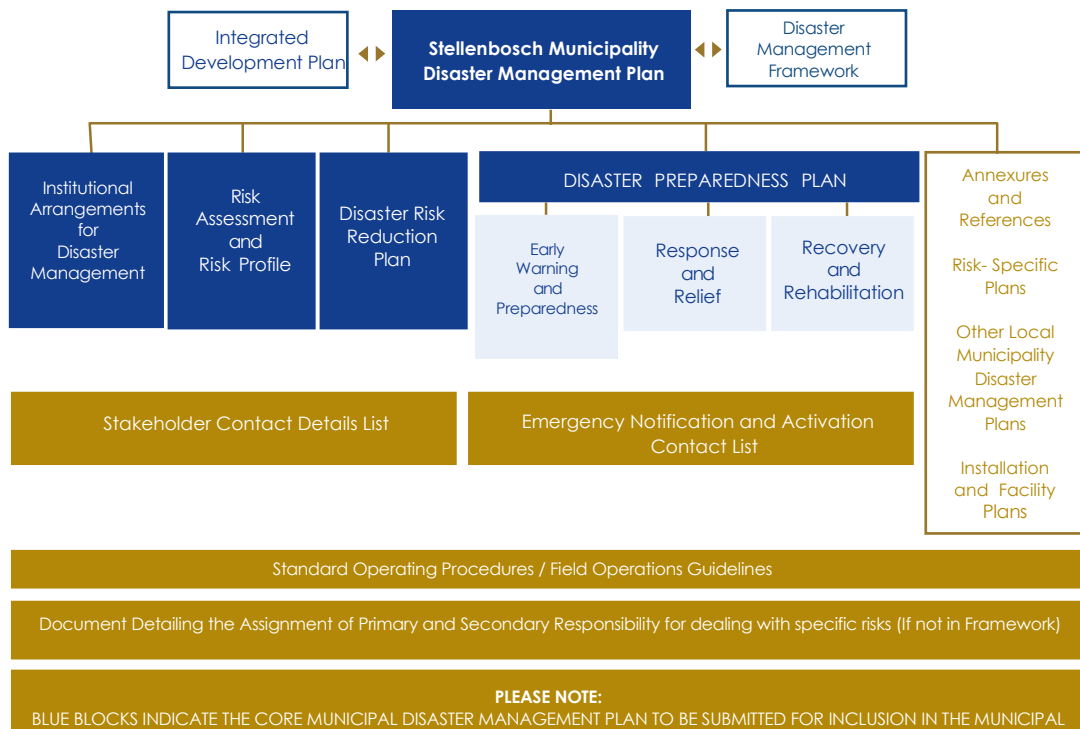 Integrated
Development Plan
Stellenbosch Municipality
Disaster Management Plan
Disaster
Management
Framework
Institutional
Arrangements
for
Disaster
Management
Risk
Assessment
and
Risk Profile
Disaster Risk
Reduction
Plan
DISASTER PREPAREDNESS PLAN
Early
Warning
and
Preparedness
Response
and
Relief
Recovery
and
Rehabilitation
Annexures
and
References
Risk- Specific
Plans
Other Local
Municipality
Disaster
Management
Plans
Installation
and Facility
Plans
Stakeholder Contact Details List
Emergency Notification and Activation
Contact List
Standard Operating Procedures / Field Operations Guidelines
Document Detailing the Assignment of Primary and Secondary Responsibility for dealing with specific risks (If not in Framework)
PLEASE NOTE:
BLUE BLOCKS INDICATE THE CORE MUNICIPAL DISASTER MANAGEMENT PLAN TO BE SUBMITTED FOR INCLUSION IN THE MUNICIPAL